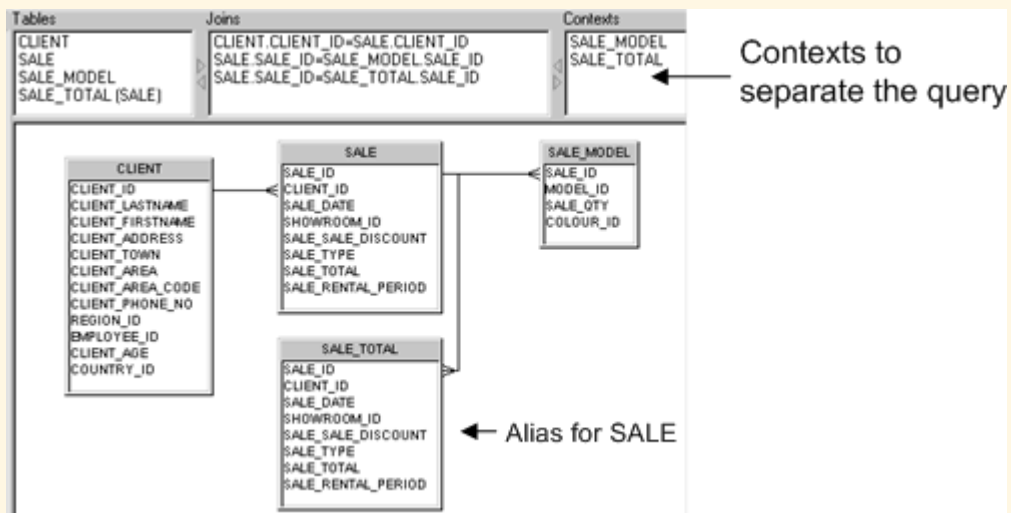 Tables
CLIENT
SALE
SALE_MODEL
SALE_TOTAL (SALE)
Joins
CLIENT.CLIENT_ID=SALE.CLIENT_ID
SALE.SALE_ID=SALE_MODEL.SALE_ID
SALE.SALE_ID=SALE_TOTAL.SALE_ID
Contexts
SALE_MODEL
SALE_TOTAL
Contexts to
separate the query
CLIENT
CLIENT_ID
CLIENT_LASTNAME
CLIENT_FIRSTNAME
CLIENT_ADDRESS
CLIENT_TOWN
CLIENT_AREA
CLIENT_AREA_CODE
CLIENT_PHONE_NO
REGION_ID
EMPLOYEE_ID
CLIENT_AGE
COUNTRY_ID
SALE
SALE_ID
CLIENT_ID
SALE_DATE
SHOWROOM_ID
SALE_SALE_DISCOUNT
SALE_TYPE
SALE_TOTAL
SALE_RENTAL_PERIOD
SALE_MODEL
SALE_ID
MODEL_ID
SALE_QTY
COLOUR_ID
SALE_TOTAL
SALE_ID
CLIENT_ID
SALE_DATE
SHOWROOM_ID
SALE_SALE_DISCOUNT
SALE_TYPE
SALE_TOTAL
SALE_RENTAL_PERIOD
Alias for SALE